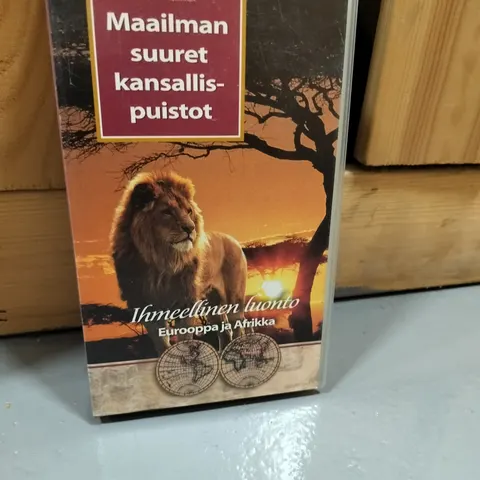 Maailman
suuret
kansallis-
puistot
Ihmeellinen luonto
Eurooppa ja Afrikka